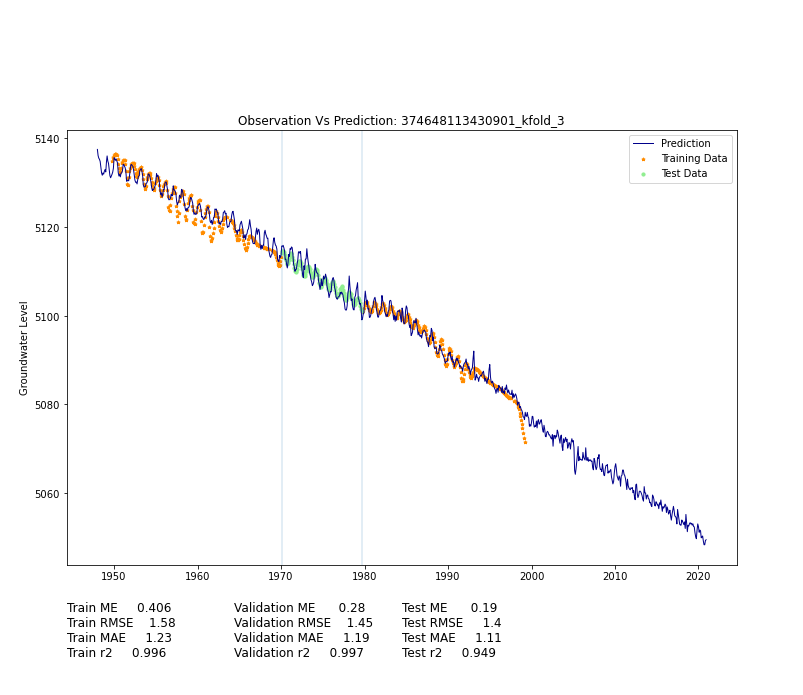 Observation Vs Prediction: 374648113430901_kfold_3
Prediction
Training Data
Test Data
Groundwater Level
5140
5120
5100
5080
5060
1950 1960 1970 1980 1990 2000 2010 2020
Train ME 0.406 Validation ME 0.28 Test ME 0.19
Train RMSE 1.58 Validation RMSE 1.45 Test RMSE 1.4
Train MAE 1.23 Validation MAE 1.19 Test MAE 1.11
Train r2 0.996 Validation r2 0.997 Test r2 0.949